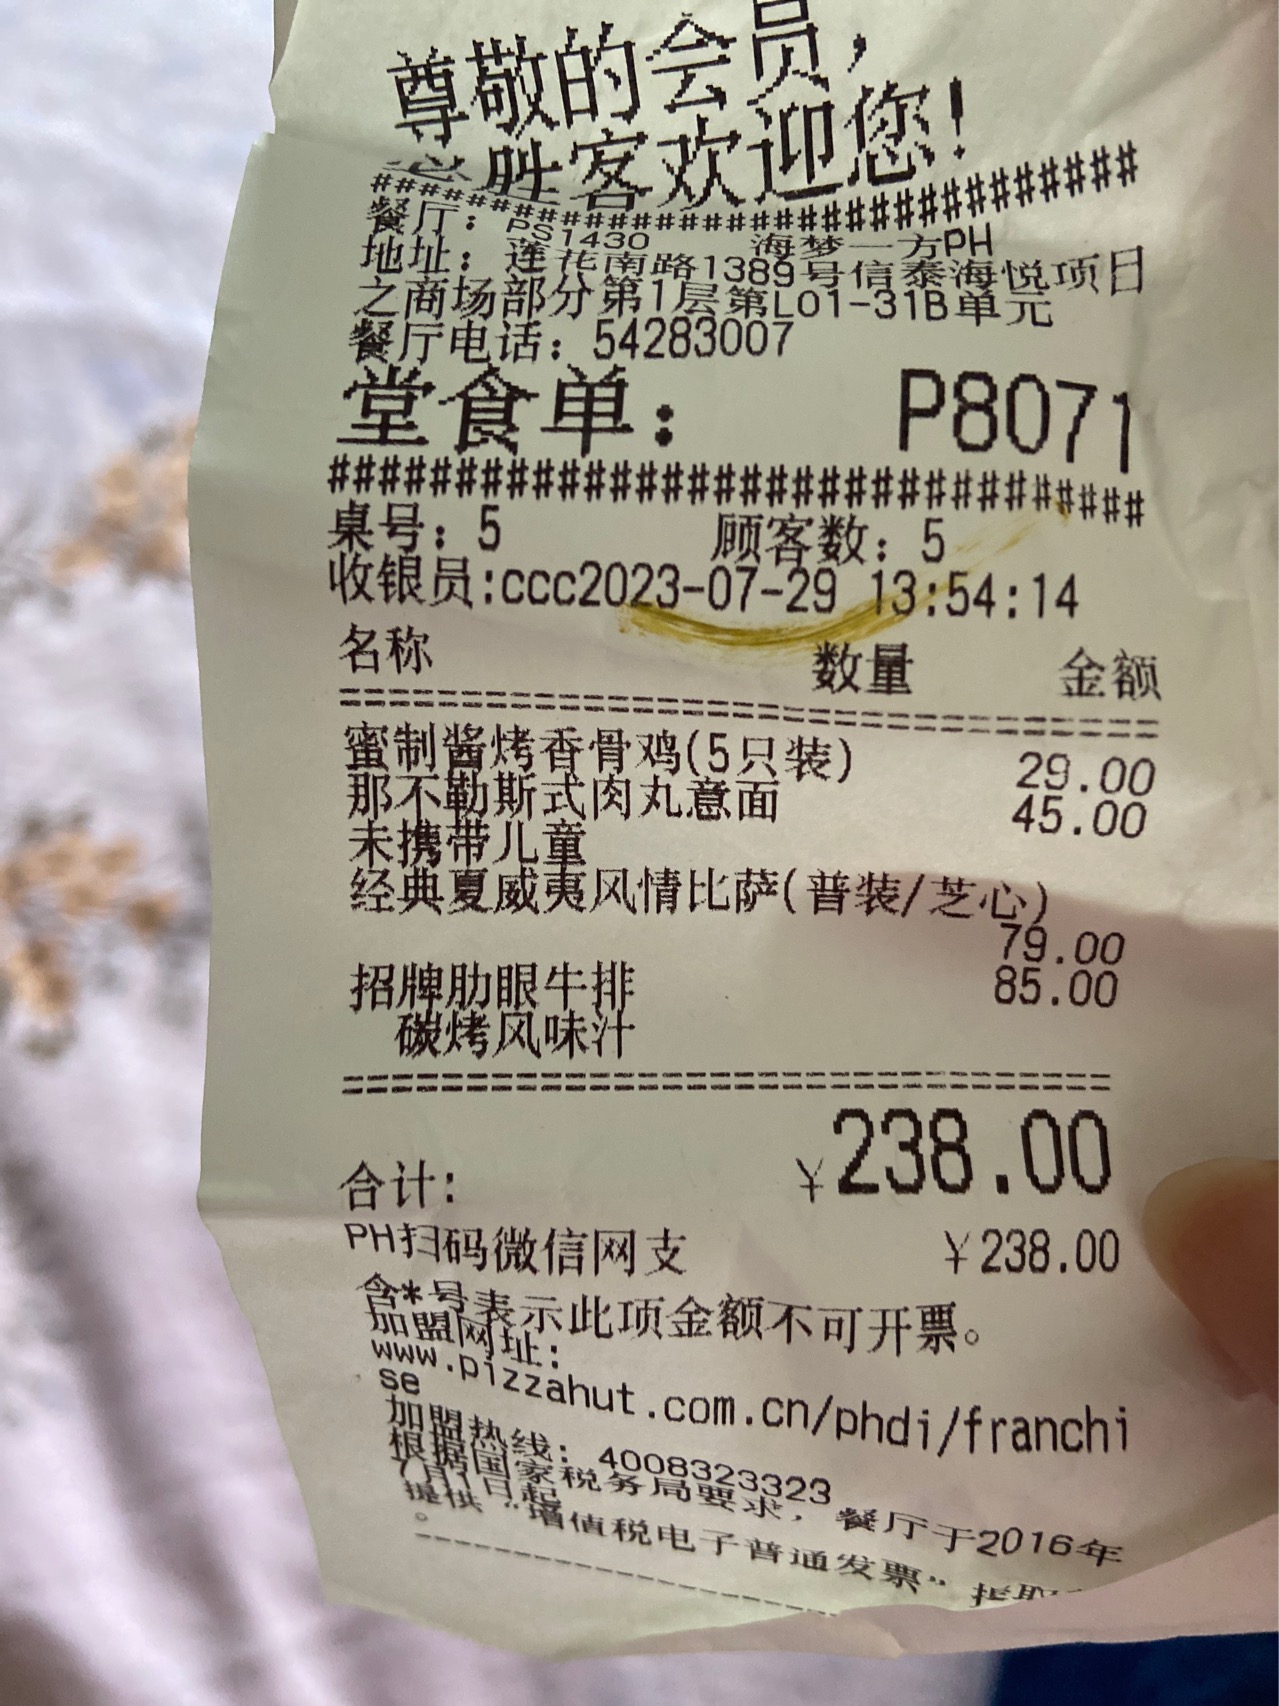 尊敬的会员，
必胜客欢迎您!
################################
餐厅: PS1430 海梦一方PH
地址: 莲花南路1389号信泰海悦项目
之商场部分第1层第L01-31B单元
餐厅电话: 54283007
堂食单: P8071
################################
桌号: 5 顾客数: 5
收银员:ccc2023-07-29 13:54:14
名称 数量 金额
================================
蜜制酱烤香骨鸡(5只装) 29.00
那不勒斯式肉丸意面 45.00
未携带儿童
经典夏威夷风情比萨(普装/芝心)
79.00
招牌肋眼牛排 85.00
碳烤风味汁
================================
合计: ¥238.00
PH扫码微信网支 ¥238.00
含*号表示此项金额不可开票。
加盟网址:
www.pizzahut.com.cn/phdi/franchi
se
加盟热线: 4008323323
根据国家税务局要求, 餐厅于2016年
7月1日起
提供“增值税电子普通发票”
。
--------------------------------